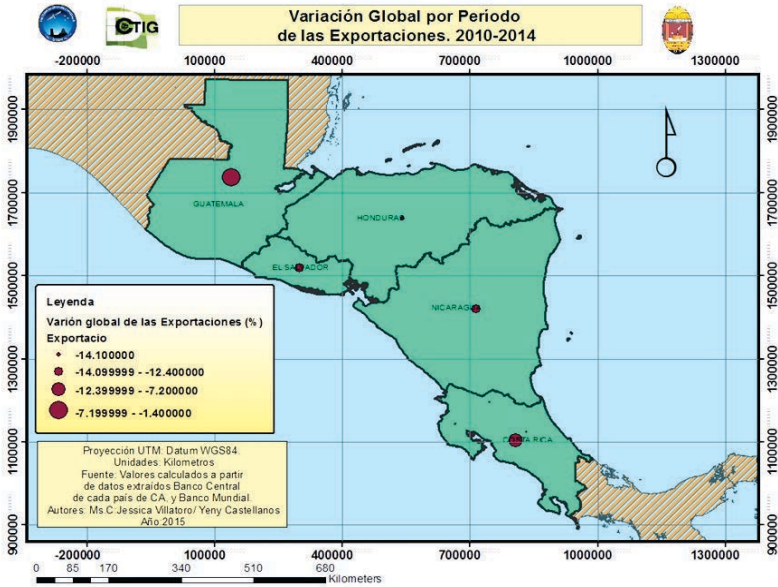 CTIG
Variación Global por Período
de las Exportaciones. 2010-2014
-200000 100000 400000 700000 1000000 1300000
1900000 1900000
1700000 1700000
1500000 1500000
1300000 1300000
1100000 1100000
900000 900000
GUATEMALA
HONDURA
EL SALVADOR
NICARAGU
COSTA RICA
Leyenda
Varión global de las Exportaciones (%)
Exportacio
-14.100000
-14.099999 - -12.400000
-12.399999 - -7.200000
-7.199999 - -1.400000
Proyección UTM: Datum WGS84.
Unidades: Kilometros
Fuente: Valores calculados a partir
de datos extraídos Banco Central
de cada país de CA, y Banco Mundial.
Autores: Ms.C.Jessica Villatoro/ Yeny Castellanos
Año 2015
-200000 100000 400000 700000 1000000 1300000
0 85 170 340 510 680
Kilometers